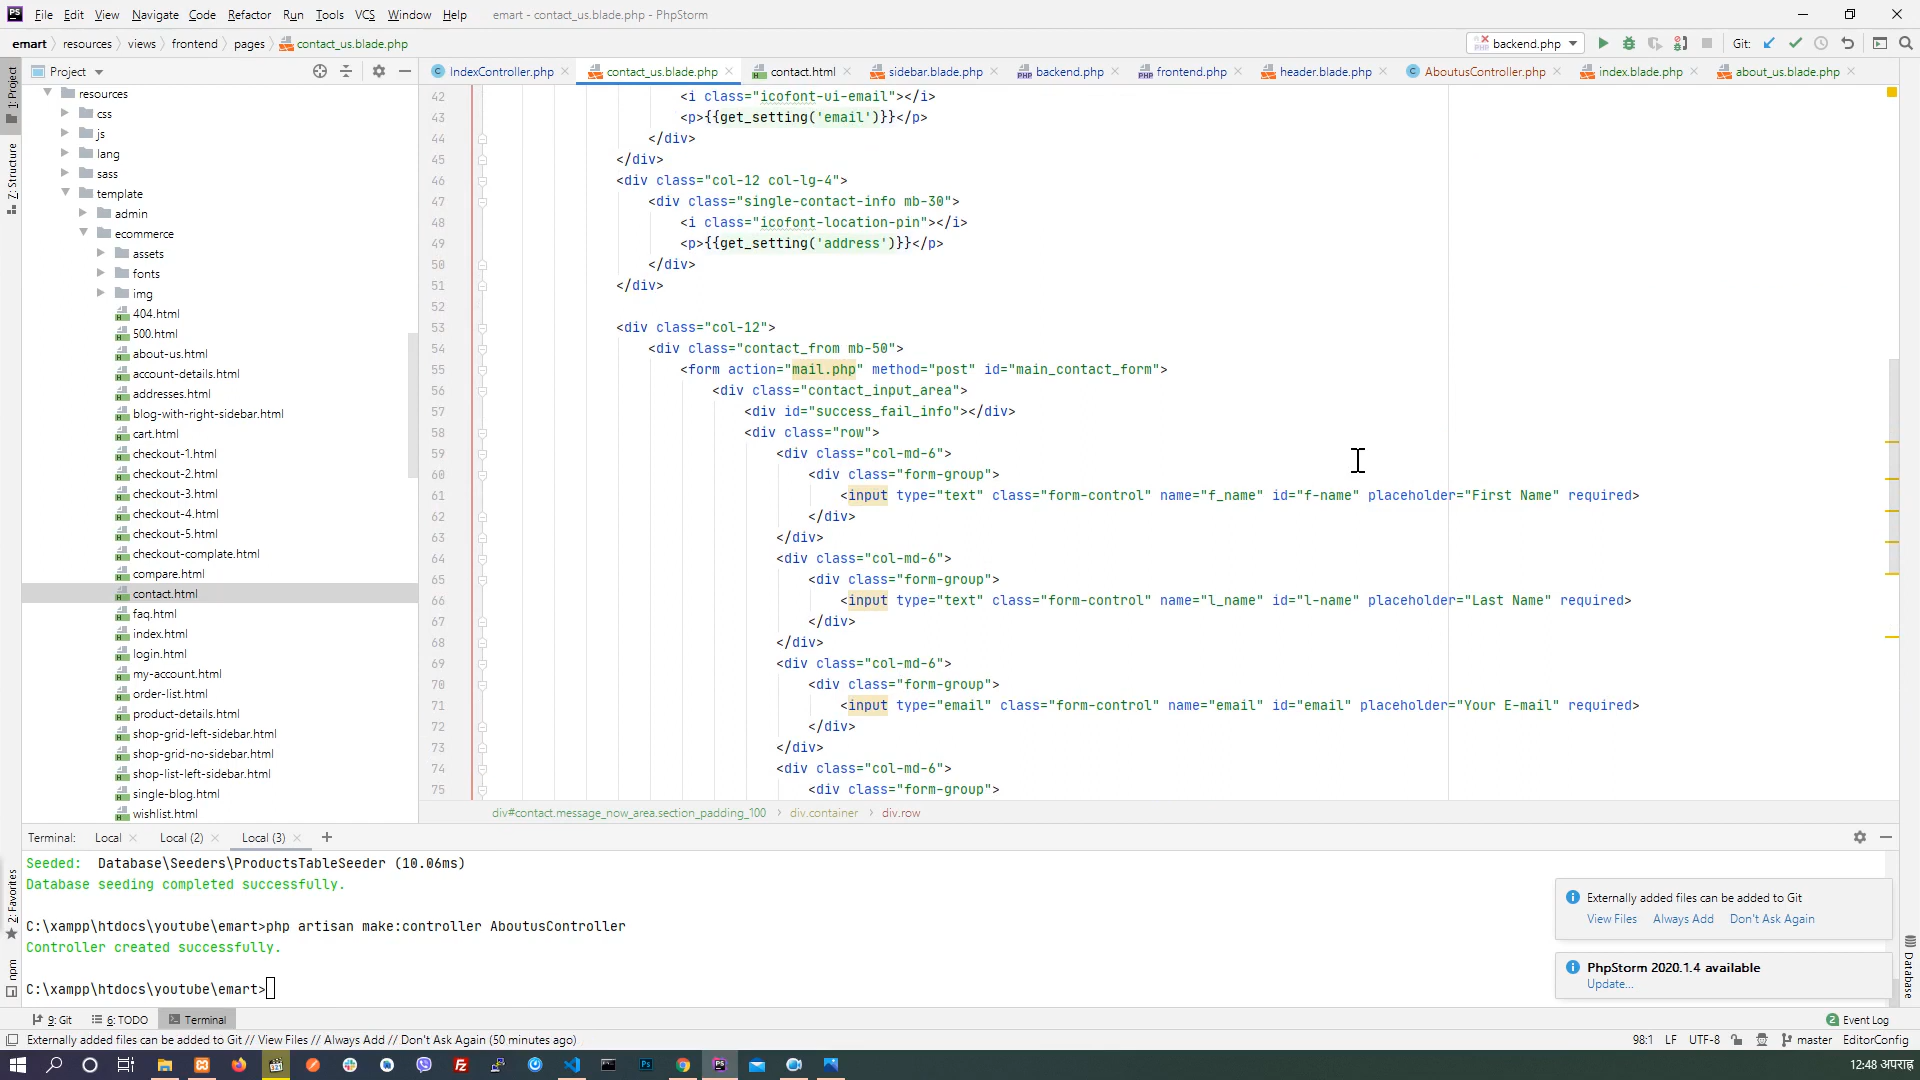 PS File Edit View Navigate Code Refactor Run Tools VCS Window Help emart - contact_us.blade.php - PhpStorm
emart resources views frontend pages contact_us.blade.php backend.php Git:
Project IndexController.php contact_us.blade.php contact.html sidebar.blade.php backend.php frontend.php header.blade.php AboutusController.php index.blade.php about_us.blade.php
1: Project
7: Structure
2: Favorites
npm
Database
resources
css
js
lang
sass
template
admin
ecommerce
assets
fonts
img
404.html
500.html
about-us.html
account-details.html
addresses.html
blog-with-right-sidebar.html
cart.html
checkout-1.html
checkout-2.html
checkout-3.html
checkout-4.html
checkout-5.html
checkout-complate.html
compare.html
contact.html
faq.html
index.html
login.html
my-account.html
order-list.html
product-details.html
shop-grid-left-sidebar.html
shop-grid-no-sidebar.html
shop-list-left-sidebar.html
single-blog.html
wishlist.html
42 <i class="icofont-ui-email"></i>
43 <p>{{get_setting('email')}}</p>
44 </div>
45 </div>
46 <div class="col-12 col-lg-4">
47 <div class="single-contact-info mb-30">
48 <i class="icofont-location-pin"></i>
49 <p>{{get_setting('address')}}</p>
50 </div>
51 </div>
52
53 <div class="col-12">
54 <div class="contact_from mb-50">
55 <form action="mail.php" method="post" id="main_contact_form">
56 <div class="contact_input_area">
57 <div id="success_fail_info"></div>
58 <div class="row">
59 <div class="col-md-6">
60 <div class="form-group">
61 <input type="text" class="form-control" name="f_name" id="f-name" placeholder="First Name" required>
62 </div>
63 </div>
64 <div class="col-md-6">
65 <div class="form-group">
66 <input type="text" class="form-control" name="l_name" id="l-name" placeholder="Last Name" required>
67 </div>
68 </div>
69 <div class="col-md-6">
70 <div class="form-group">
71 <input type="email" class="form-control" name="email" id="email" placeholder="Your E-mail" required>
72 </div>
73 </div>
74 <div class="col-md-6">
75 <div class="form-group">
div#contact.message_now_area.section_padding_100 div.container div.row
Terminal: Local Local (2) Local (3)
Seeded: Database\Seeders\ProductsTableSeeder (10.06ms)
Database seeding completed successfully.
C:\xampp\htdocs\youtube\emart>php artisan make:controller AboutusController
Controller created successfully.
C:\xampp\htdocs\youtube\emart>
Externally added files can be added to Git
View Files Always Add Don't Ask Again
PhpStorm 2020.1.4 available
Update...
9: Git 6: TODO Terminal 2 Event Log
Externally added files can be added to Git // View Files // Always Add // Don't Ask Again (50 minutes ago) 98:1 LF UTF-8 master EditorConfig
12:48 अपराह्न